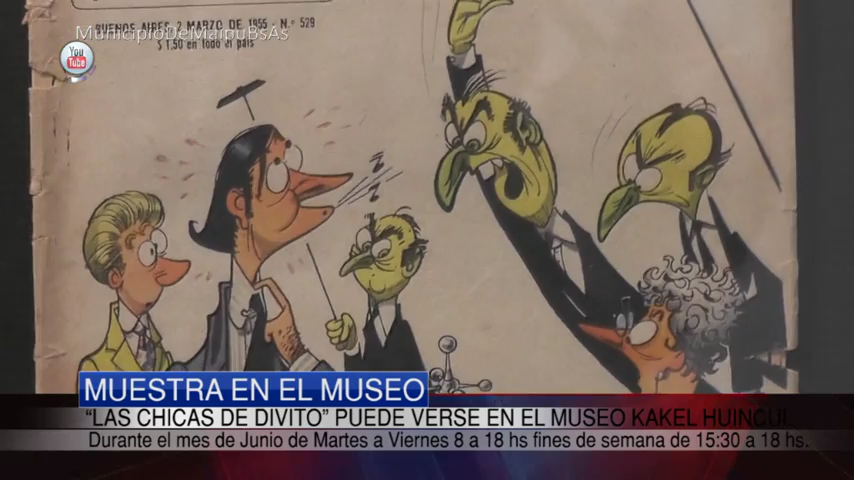 BUENOS AIRES, 2 MARZO DE 1955 - N.º 529
MunicipioDeMaipuBsAs
$ 1,50 en todo el país
You
Tube
MUESTRA EN EL MUSEO
"LAS CHICAS DE DIVITO" PUEDE VERSE EN EL MUSEO KAKEL HUINCUL
Durante el mes de Junio de Martes a Viernes 8 a 18 hs fines de semana de 15:30 a 18 hs.